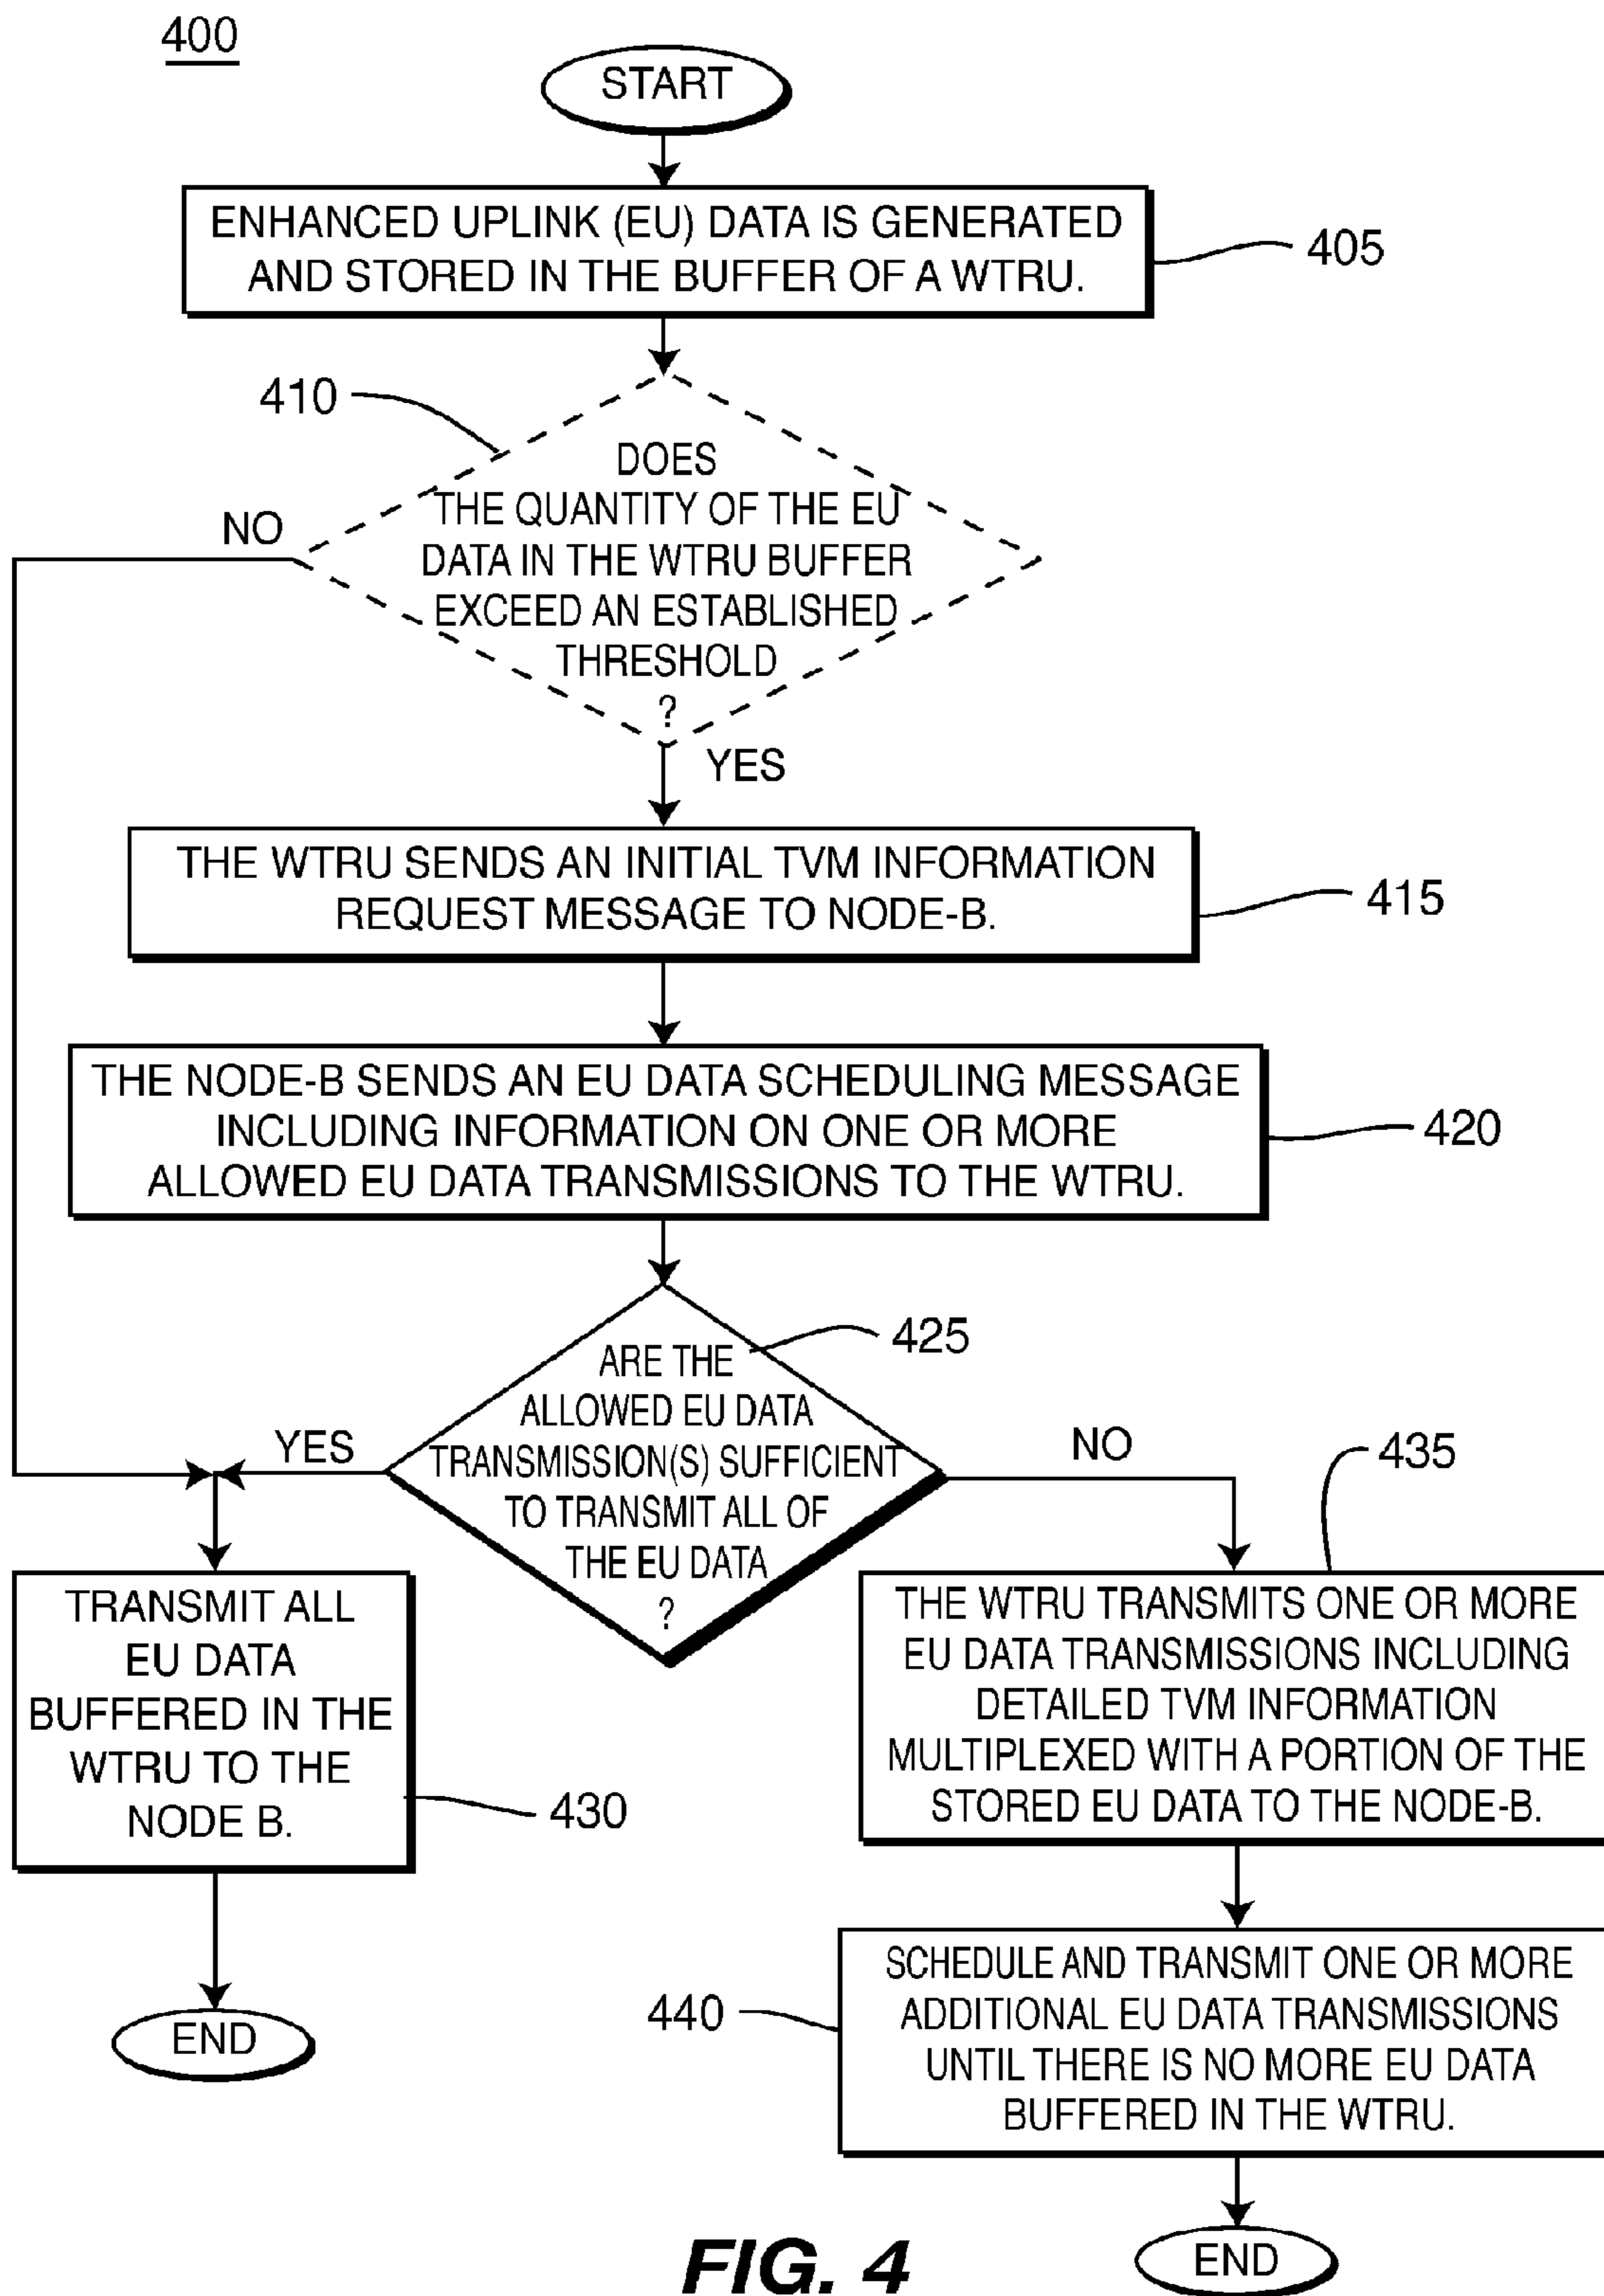 400
START
ENHANCED UPLINK (EU) DATA IS GENERATED
AND STORED IN THE BUFFER OF A WTRU.
405
410
DOES
THE QUANTITY OF THE EU
DATA IN THE WTRU BUFFER
EXCEED AN ESTABLISHED
THRESHOLD
?
NO
YES
THE WTRU SENDS AN INITIAL TVM INFORMATION
REQUEST MESSAGE TO NODE-B.
415
THE NODE-B SENDS AN EU DATA SCHEDULING MESSAGE
INCLUDING INFORMATION ON ONE OR MORE
ALLOWED EU DATA TRANSMISSIONS TO THE WTRU.
420
ARE THE
ALLOWED EU DATA
TRANSMISSION(S) SUFFICIENT
TO TRANSMIT ALL OF
THE EU DATA
?
425
YES
NO
435
TRANSMIT ALL
EU DATA
BUFFERED IN THE
WTRU TO THE
NODE B.
430
THE WTRU TRANSMITS ONE OR MORE
EU DATA TRANSMISSIONS INCLUDING
DETAILED TVM INFORMATION
MULTIPLEXED WITH A PORTION OF THE
STORED EU DATA TO THE NODE-B.
END
440
SCHEDULE AND TRANSMIT ONE OR MORE
ADDITIONAL EU DATA TRANSMISSIONS
UNTIL THERE IS NO MORE EU DATA
BUFFERED IN THE WTRU.
END
FIG. 4